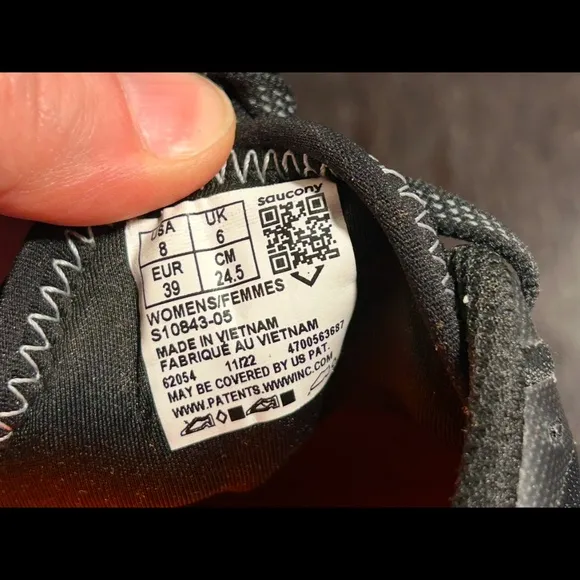 saucony
USA UK
8 6
EUR CM
39 24.5
WOMENS/FEMMES
S10843-05
MADE IN VIETNAM
FABRIQUÉ AU VIETNAM
62054 11/22 4700563687
MAY BE COVERED BY US PAT.
WWW.PATENTS.WWWINC.COM